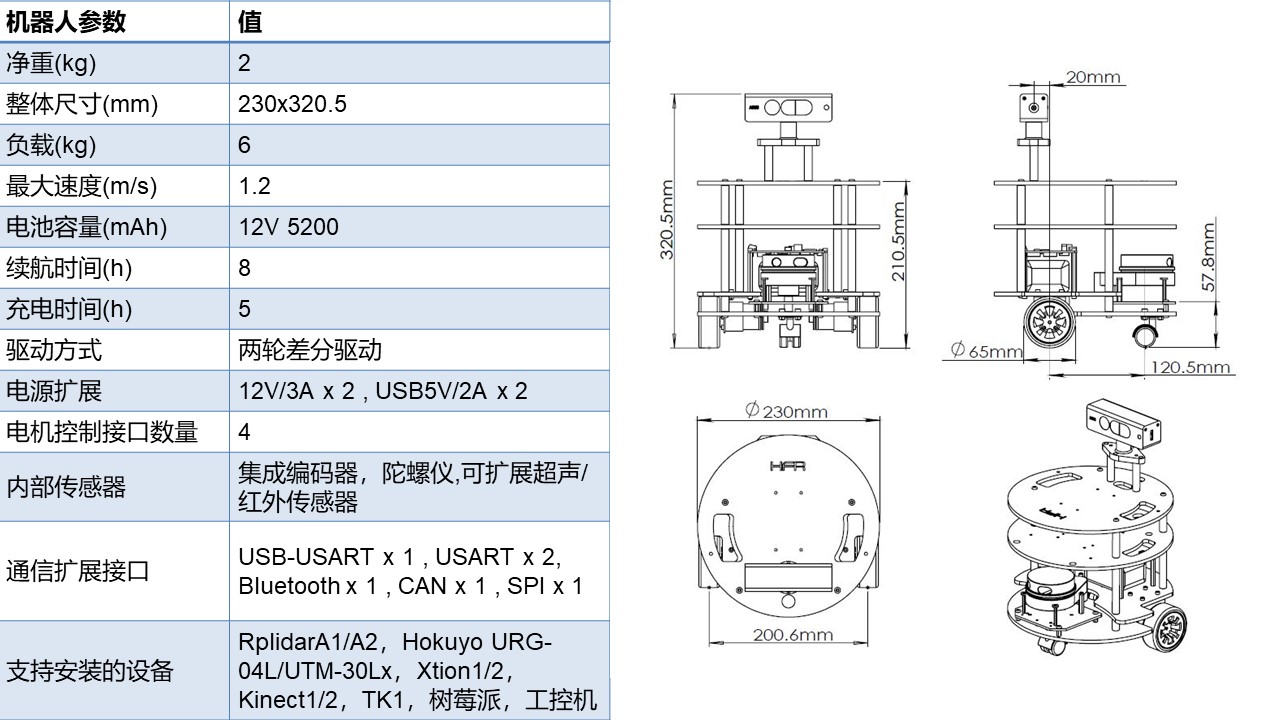 机器人参数 值
净重(kg) 2
整体尺寸(mm) 230x320.5
负载(kg) 6
最大速度(m/s) 1.2
电池容量(mAh) 12V 5200
续航时间(h) 8
充电时间(h) 5
驱动方式 两轮差分驱动
电源扩展 12V/3A x 2 , USB5V/2A x 2
电机控制接口数量 4
内部传感器 集成编码器，陀螺仪,可扩展超声/
红外传感器
通信扩展接口 USB-USART x 1 , USART x 2,
Bluetooth x 1 , CAN x 1 , SPI x 1
支持安装的设备 RplidarA1/A2，Hokuyo URG-
04L/UTM-30Lx，Xtion1/2，
Kinect1/2，TK1，树莓派，工控机
320.5mm
210.5mm
20mm
57.8mm
∅65mm
120.5mm
∅230mm
HFR
200.6mm